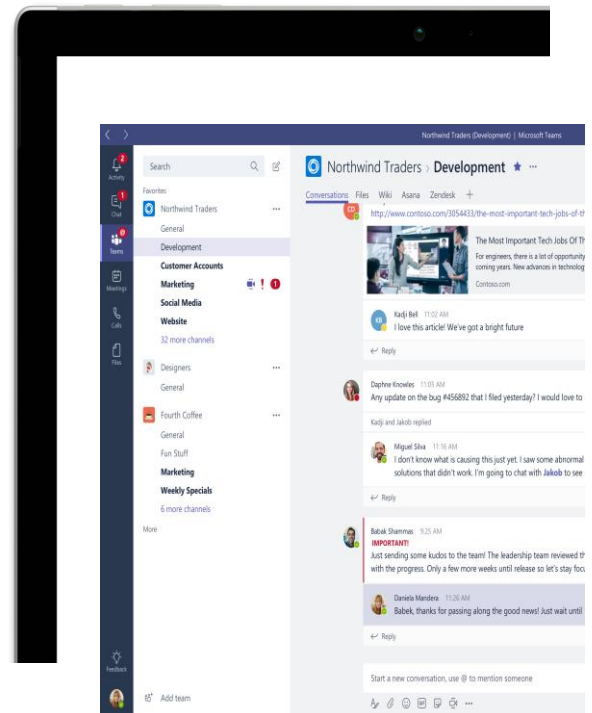 Northwind Traders (Development) | Microsoft Teams
2
Activity
1
Chat
Teams
Meetings
Calls
Files
Feedback
Search
Favorites
Northwind Traders
General
Development
Customer Accounts
Marketing ! 1
Social Media
Website
32 more channels
Designers
General
Fourth Coffee
General
Fun Stuff
Marketing
Weekly Specials
6 more channels
More
Add team
Northwind Traders > Development
Conversations Files Wiki Asana Zendesk +
CD
http://www.contoso.com/3054433/the-most-important-tech-jobs-of-th
The Most Important Tech Jobs Of Th
For engineers, there is a lot of opportunity
coming years. New advances in technology
Contoso.com
KB
Kadji Bell 11:02 AM
I love this article! We've got a bright future
Reply
Daphne Knowles 11:05 AM
Any update on the bug #456892 that I filed yesterday? I would love to
Kadji and Jakob replied
Miguel Silva 11:16 AM
I don't know what is causing this just yet. I saw some abnormal
solutions that didn't work. I'm going to chat with Jakob to see
Reply
Babak Shammas 9:25 AM
IMPORTANT!
Just sending some kudos to the team! The leadership team reviewed th
with the progress. Only a few more weeks until release so let's stay focu
Daniela Mandera 11:26 AM
Babek, thanks for passing along the good news! Just wait until
Reply
Start a new conversation, use @ to mention someone